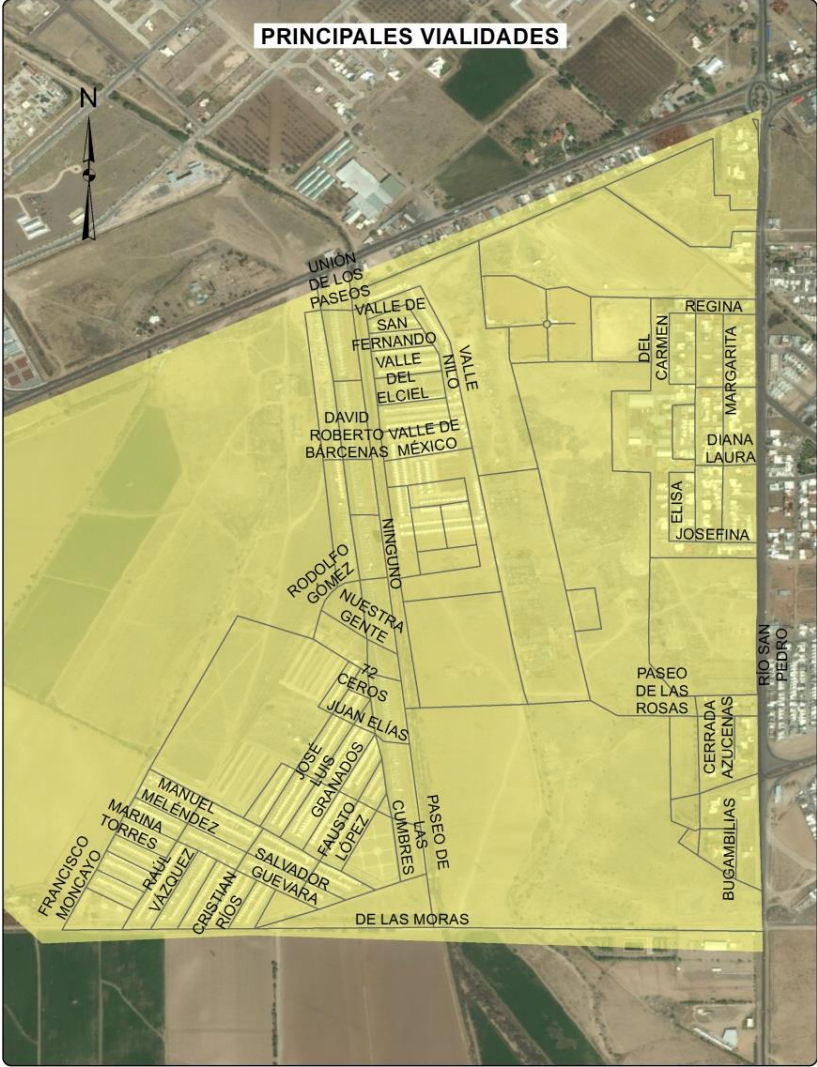 PRINCIPALES VIALIDADES
N
UNIÓN
DE LOS
PASEOS
VALLE DE
SAN
FERNANDO
VALLE
NILO
VALLE
DEL
ELCIEL
REGINA
DEL
CARMEN
MARGARITA
DAVID
ROBERTO
BÁRCENAS
VALLE DE
MÉXICO
DIANA
LAURA
ELISA
JOSEFINA
NINGUNO
RODOLFO
GÓMEZ
NUESTRA
GENTE
RÍO SAN
PEDRO
72
CEROS
PASEO
DE LAS
ROSAS
JUAN ELÍAS
CERRADA
AZUCENAS
JOSÉ
LUIS
GRANADOS
MANUEL
MELÉNDEZ
MARINA
TORRES
FAUSTO
LÓPEZ
PASEO DE
LAS
CUMBRES
BUGAMBILIAS
FRANCISCO
MONCAYO
RAÚL
VÁZQUEZ
SALVADOR
GUEVARA
CRISTIAN
RÍOS
DE LAS MORAS